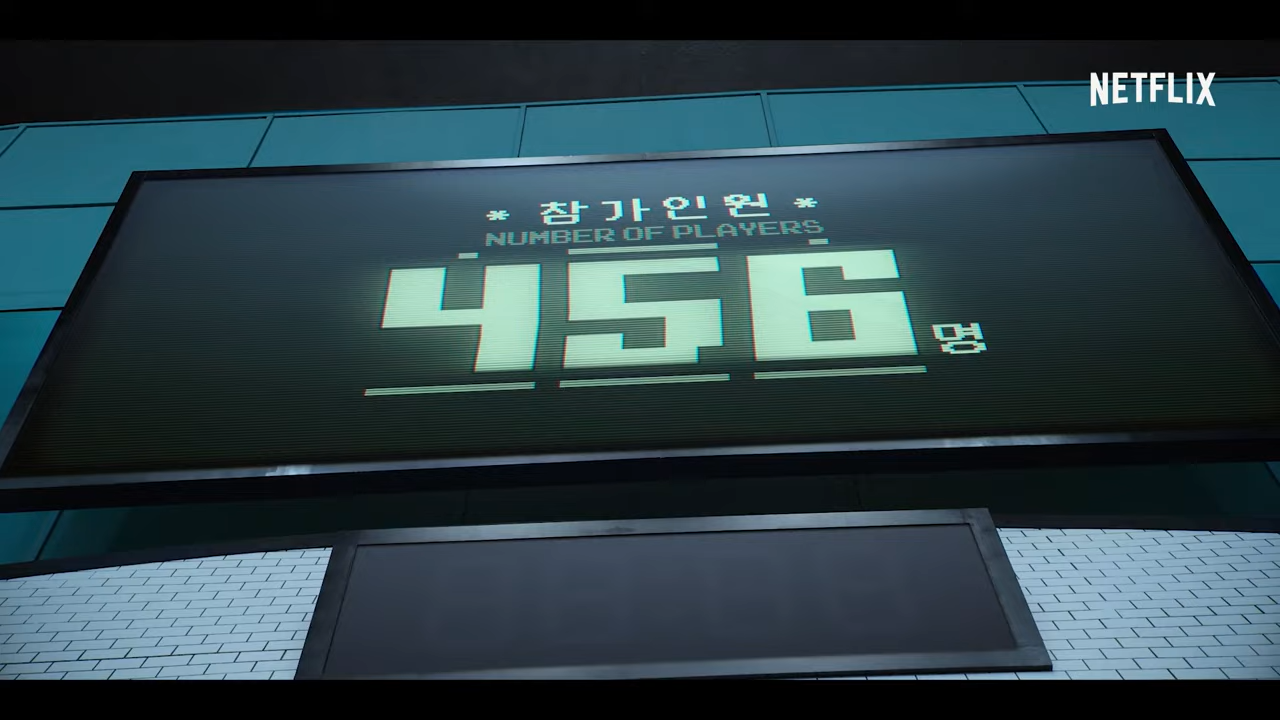 NETFLIX
* 참가인원 *
NUMBER OF PLAYERS
456명